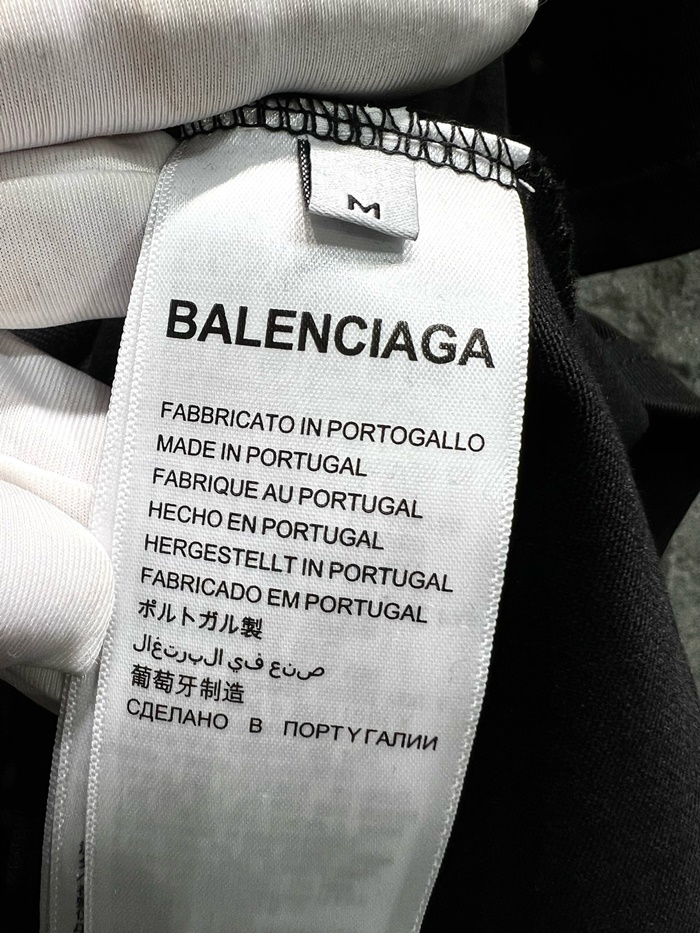 M
BALENCIAGA
FABBRICATO IN PORTOGALLO
MADE IN PORTUGAL
FABRIQUE AU PORTUGAL
HECHO EN PORTUGAL
HERGESTELLT IN PORTUGAL
FABRICADO EM PORTUGAL
ポルトガル製
صنع في البرتغال
葡萄牙制造
СДЕЛАНО В ПОРТУГАЛИИ